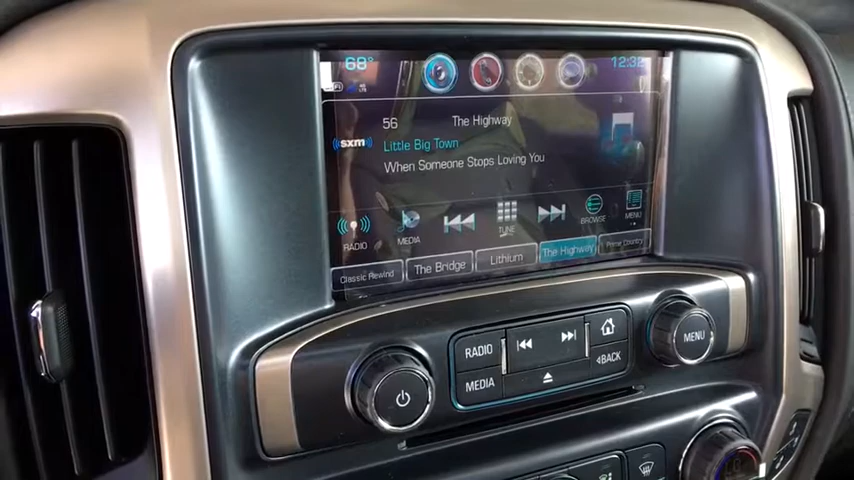 68°
12:32
56
The Highway
((sxm))
Little Big Town
When Someone Stops Loving You
RADIO
MEDIA
TUNE
BROWSE
MENU
Classic Rewind
The Bridge
Lithium
The Highway
Prime Country
RADIO
MEDIA
BACK
MENU
LO